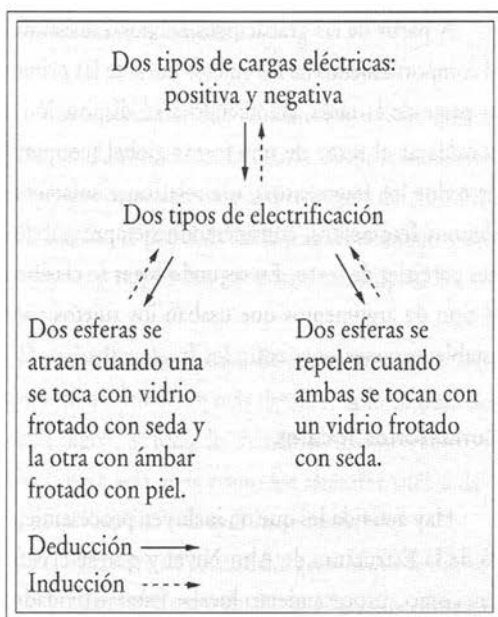 Dos tipos de cargas eléctricas:
positiva y negativa
Dos tipos de electrificación
Dos esferas se
atraen cuando una
se toca con vidrio
frotado con seda y
la otra con ámbar
frotado con piel.
Dos esferas se
repelen cuando
ambas se tocan con
un vidrio frotado
con seda.
Deducción
Inducción